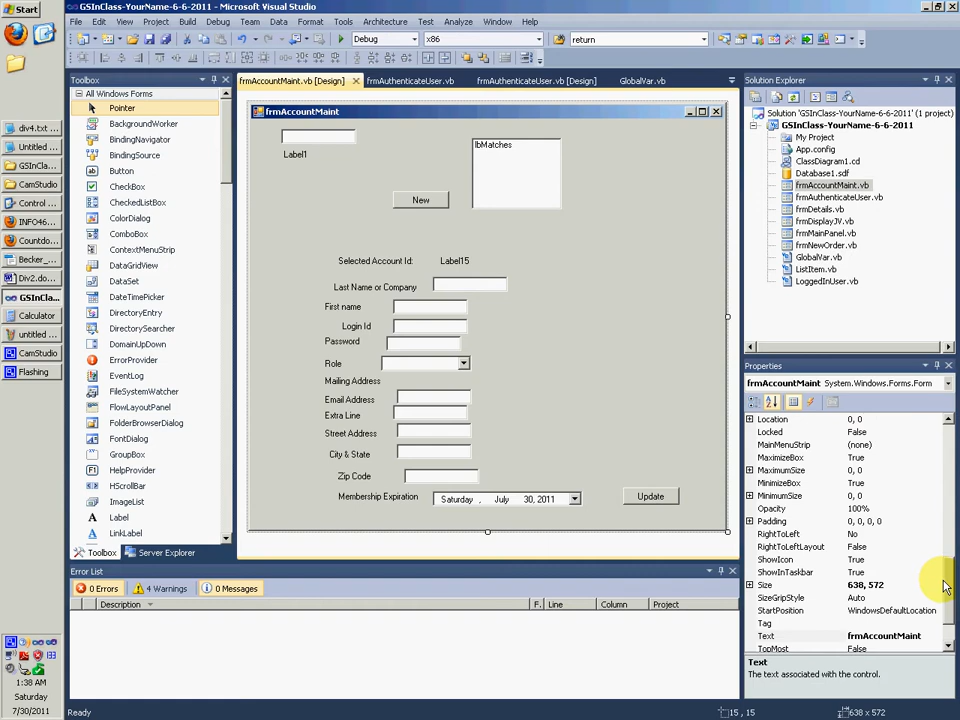 Start
GSInClass-YourName-6-6-2011 - Microsoft Visual Studio
File Edit View Project Build Debug Team Data Format Tools Architecture Test Analyze Window Help
Debug x86 return
Toolbox
frmAccountMaint.vb [Design] frmAuthenticateUser.vb frmAuthenticateUser.vb [Design] GlobalVar.vb
Solution Explorer
All Windows Forms
Pointer
BackgroundWorker
BindingNavigator
BindingSource
Button
CheckBox
CheckedListBox
ColorDialog
ComboBox
ContextMenuStrip
DataGridView
DataSet
DateTimePicker
DirectoryEntry
DirectorySearcher
DomainUpDown
ErrorProvider
EventLog
FileSystemWatcher
FlowLayoutPanel
FolderBrowserDialog
FontDialog
GroupBox
HelpProvider
HScrollBar
ImageList
Label
LinkLabel
Toolbox Server Explorer
div4.txt ...
Untitled ...
GSInCl...
CamStudio
Control ...
INFO46...
Countdo...
Becker_...
Div2.do...
GSInCla...
Calculator
untitled ...
CamStudio
Flashing
1:38 AM
Saturday
7/30/2011
frmAccountMaint
Label1
lbMatches
New
Selected Account Id: Label15
Last Name or Company
First name
Login Id
Password
Role
Mailing Address
Email Address
Extra Line
Street Address
City & State
Zip Code
Membership Expiration Saturday , July 30, 2011
Update
Solution 'GSInClass-YourName-6-6-2011' (1 project)
GSInClass-YourName-6-6-2011
My Project
App.config
ClassDiagram1.cd
Database1.sdf
frmAccountMaint.vb
frmAuthenticateUser.vb
frmDetails.vb
frmDisplayJV.vb
frmMainPanel.vb
frmNewOrder.vb
GlobalVar.vb
ListItem.vb
LoggedInUser.vb
Properties
frmAccountMaint System.Windows.Forms.Form
Location 0, 0
Locked False
MainMenuStrip (none)
MaximizeBox True
MaximumSize 0, 0
MinimizeBox True
MinimumSize 0, 0
Opacity 100%
Padding 0, 0, 0, 0
RightToLeft No
RightToLeftLayout False
ShowIcon True
ShowInTaskbar True
Size 638, 572
SizeGripStyle Auto
StartPosition WindowsDefaultLocation
Tag
Text frmAccountMaint
TopMost False
Text
The text associated with the control.
Error List
0 Errors 4 Warnings 0 Messages
Description F. Line Column Project
Ready 15 , 15 638 x 572